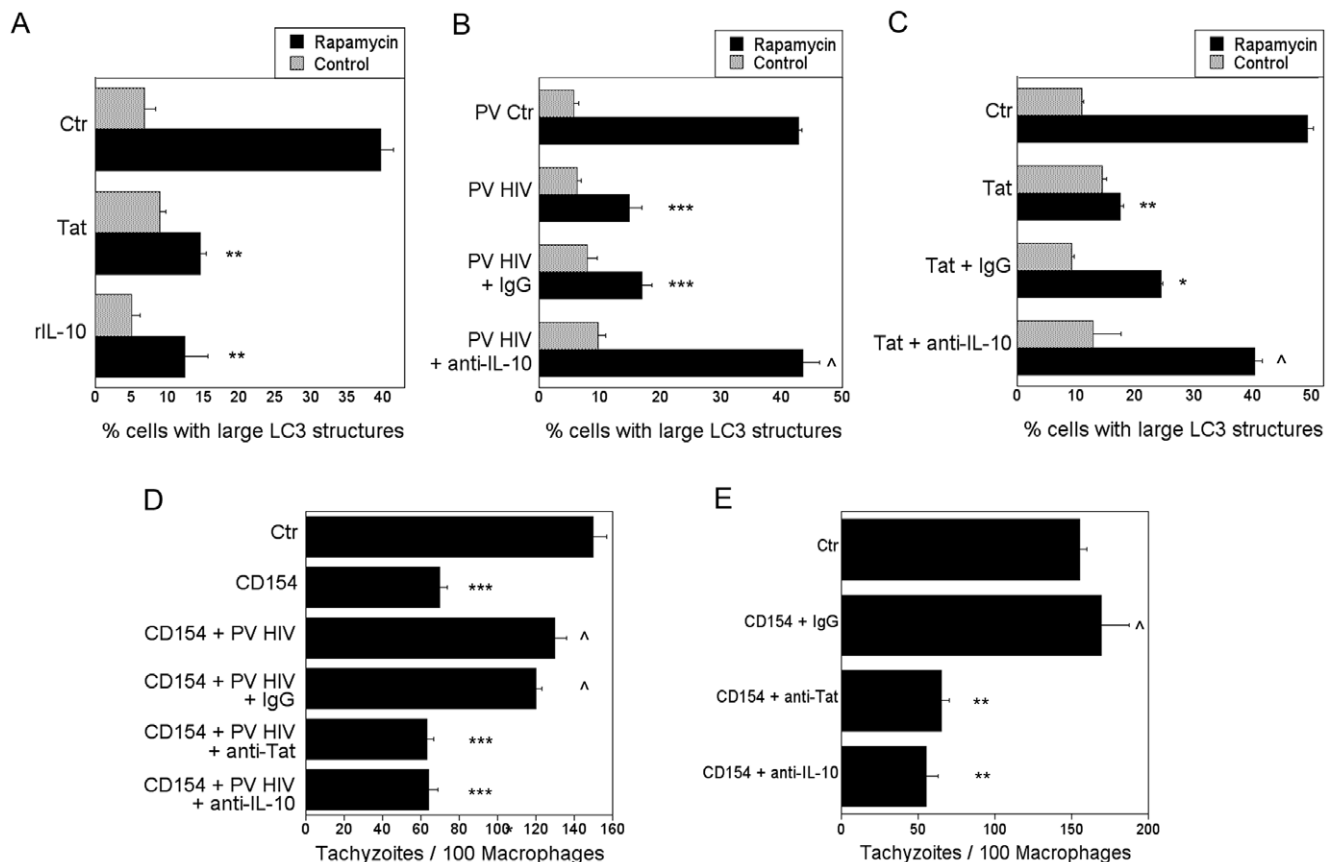 A
Rapamycin
Control
Ctr
Tat
**
rIL-10
**
0 5 10 15 20 25 30 35 40
% cells with large LC3 structures
B
Rapamycin
Control
PV Ctr
PV HIV
***
PV HIV
+ IgG
***
PV HIV
+ anti-IL-10
^
0 10 20 30 40 50
% cells with large LC3 structures
C
Rapamycin
Control
Ctr
Tat
**
Tat + IgG
*
Tat + anti-IL-10
^
0 10 20 30 40 50
% cells with large LC3 structures
D
Ctr
CD154
***
CD154 + PV HIV
^
CD154 + PV HIV
+ IgG
^
CD154 + PV HIV
+ anti-Tat
***
CD154 + PV HIV
+ anti-IL-10
***
0 20 40 60 80 100 120 140 160
*
Tachyzoites / 100 Macrophages
E
Ctr
CD154 + IgG
^
CD154 + anti-Tat
**
CD154 + anti-IL-10
**
0 50 100 150 200
Tachyzoites / 100 Macrophages